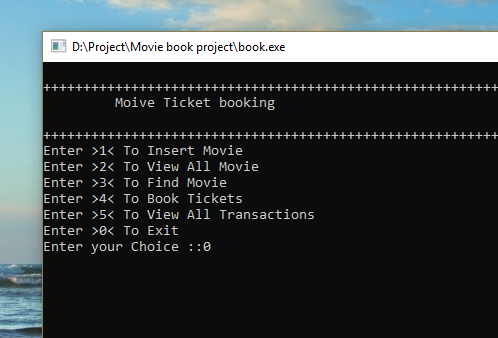 D:\Project\Movie book project\book.exe
+++++++++++++++++++++++++++++++++++++++++++++++++++++++++
Moive Ticket booking
+++++++++++++++++++++++++++++++++++++++++++++++++++++++++
Enter >1< To Insert Movie
Enter >2< To View All Movie
Enter >3< To Find Movie
Enter >4< To Book Tickets
Enter >5< To View All Transactions
Enter >0< To Exit
Enter your Choice ::0